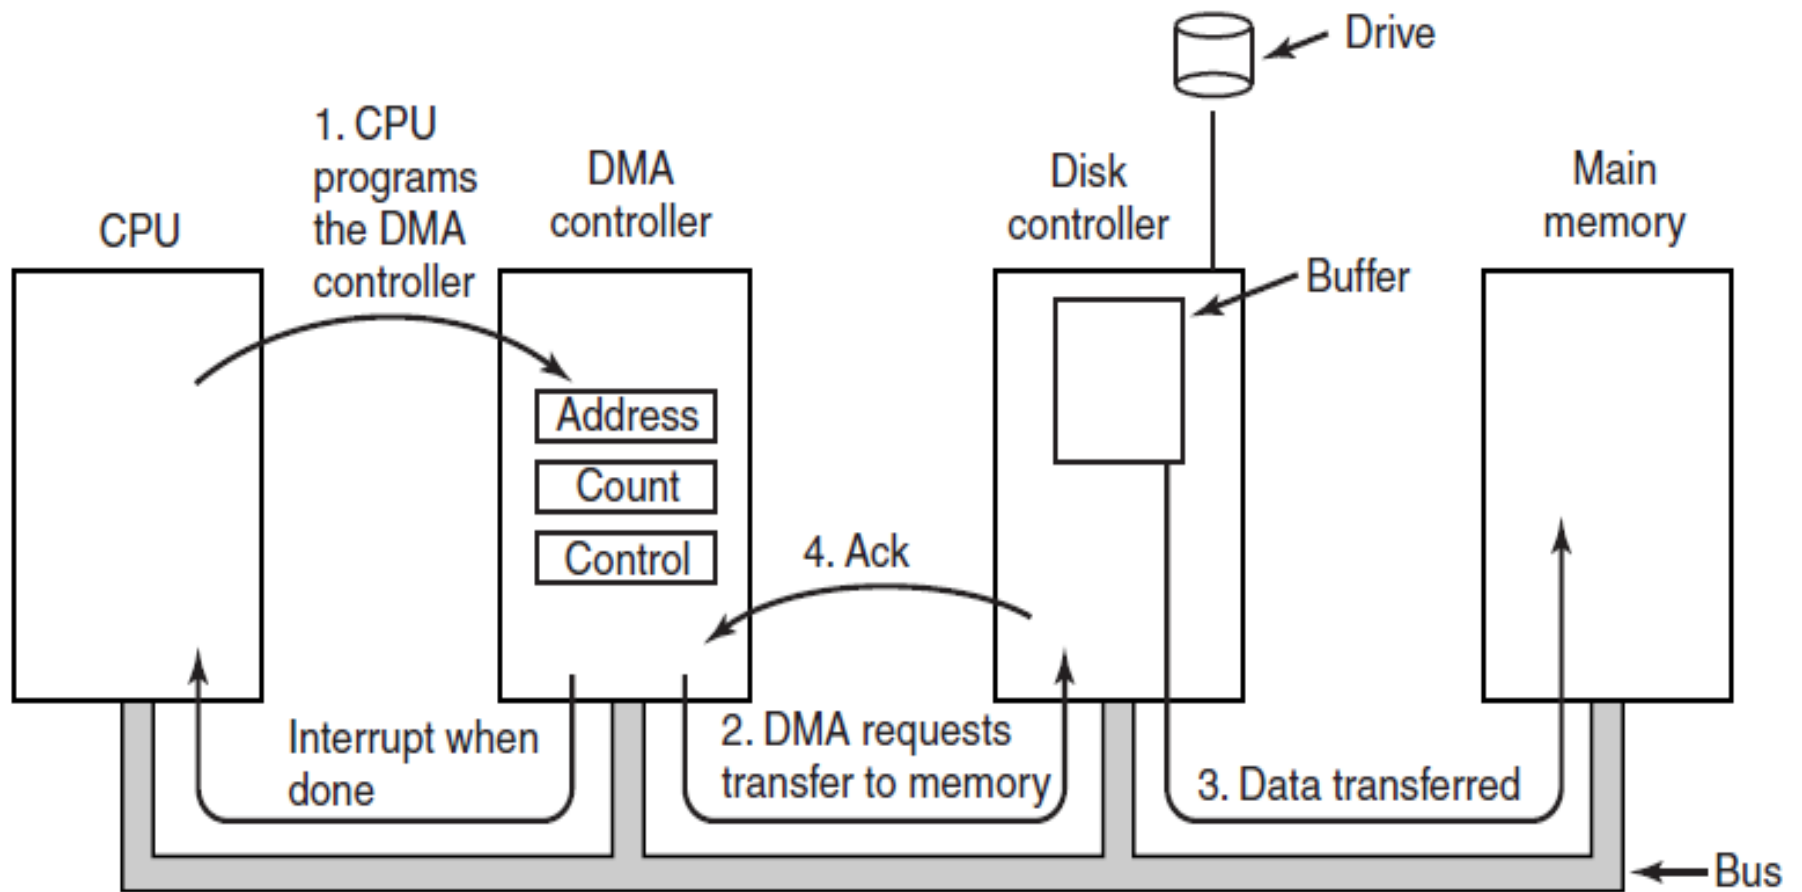 Drive
1. CPU
programs
the DMA
controller
CPU
DMA
controller
Disk
controller
Main
memory
Buffer
Address
Count
Control
4. Ack
Interrupt when
done
2. DMA requests
transfer to memory
3. Data transferred
Bus